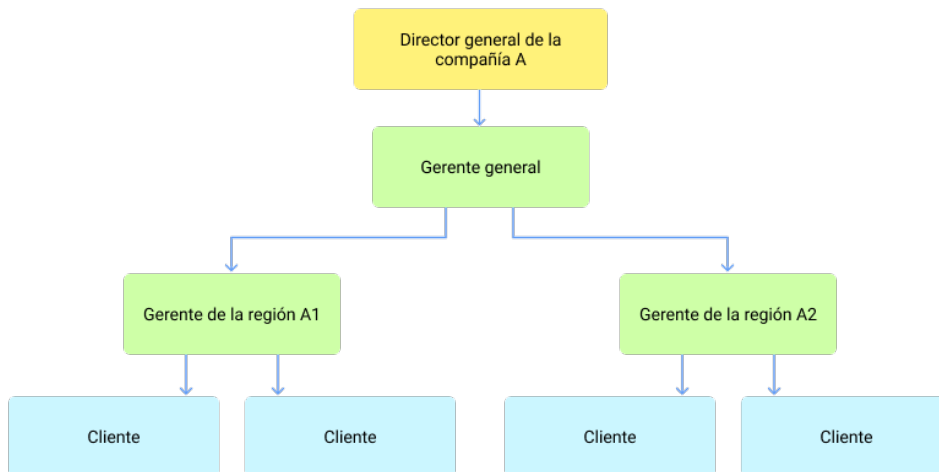 Director general de la
compañía A
Gerente general
Gerente de la región A1
Gerente de la región A2
Cliente
Cliente
Cliente
Cliente